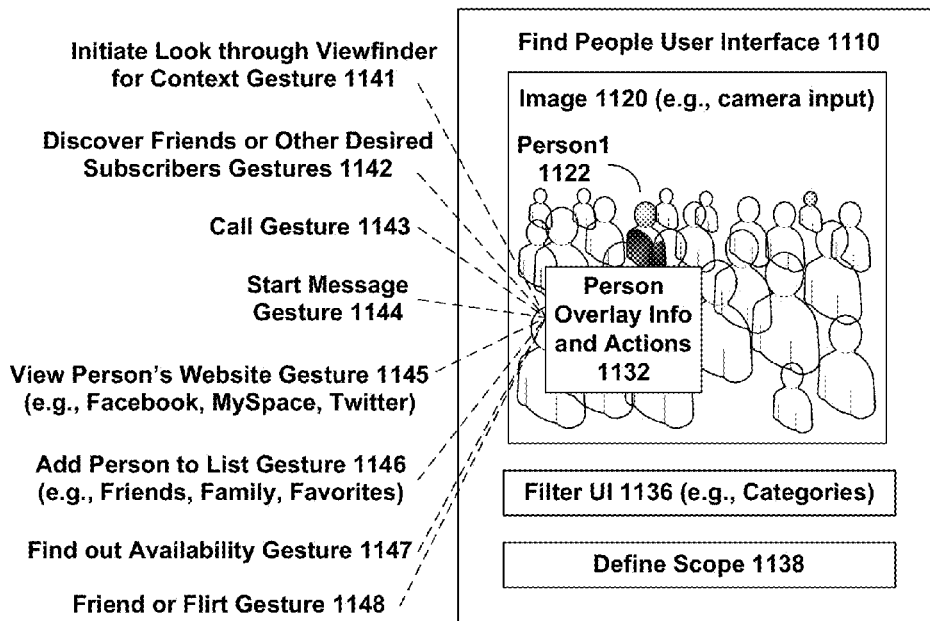 Initiate Look through Viewfinder
for Context Gesture 1141
Discover Friends or Other Desired
Subscribers Gestures 1142
Call Gesture 1143
Start Message
Gesture 1144
View Person's Website Gesture 1145
(e.g., Facebook, MySpace, Twitter)
Add Person to List Gesture 1146
(e.g., Friends, Family, Favorites)
Find out Availability Gesture 1147
Friend or Flirt Gesture 1148
Find People User Interface 1110
Image 1120 (e.g., camera input)
Person1
1122
Person
Overlay Info
and Actions
1132
Filter UI 1136 (e.g., Categories)
Define Scope 1138